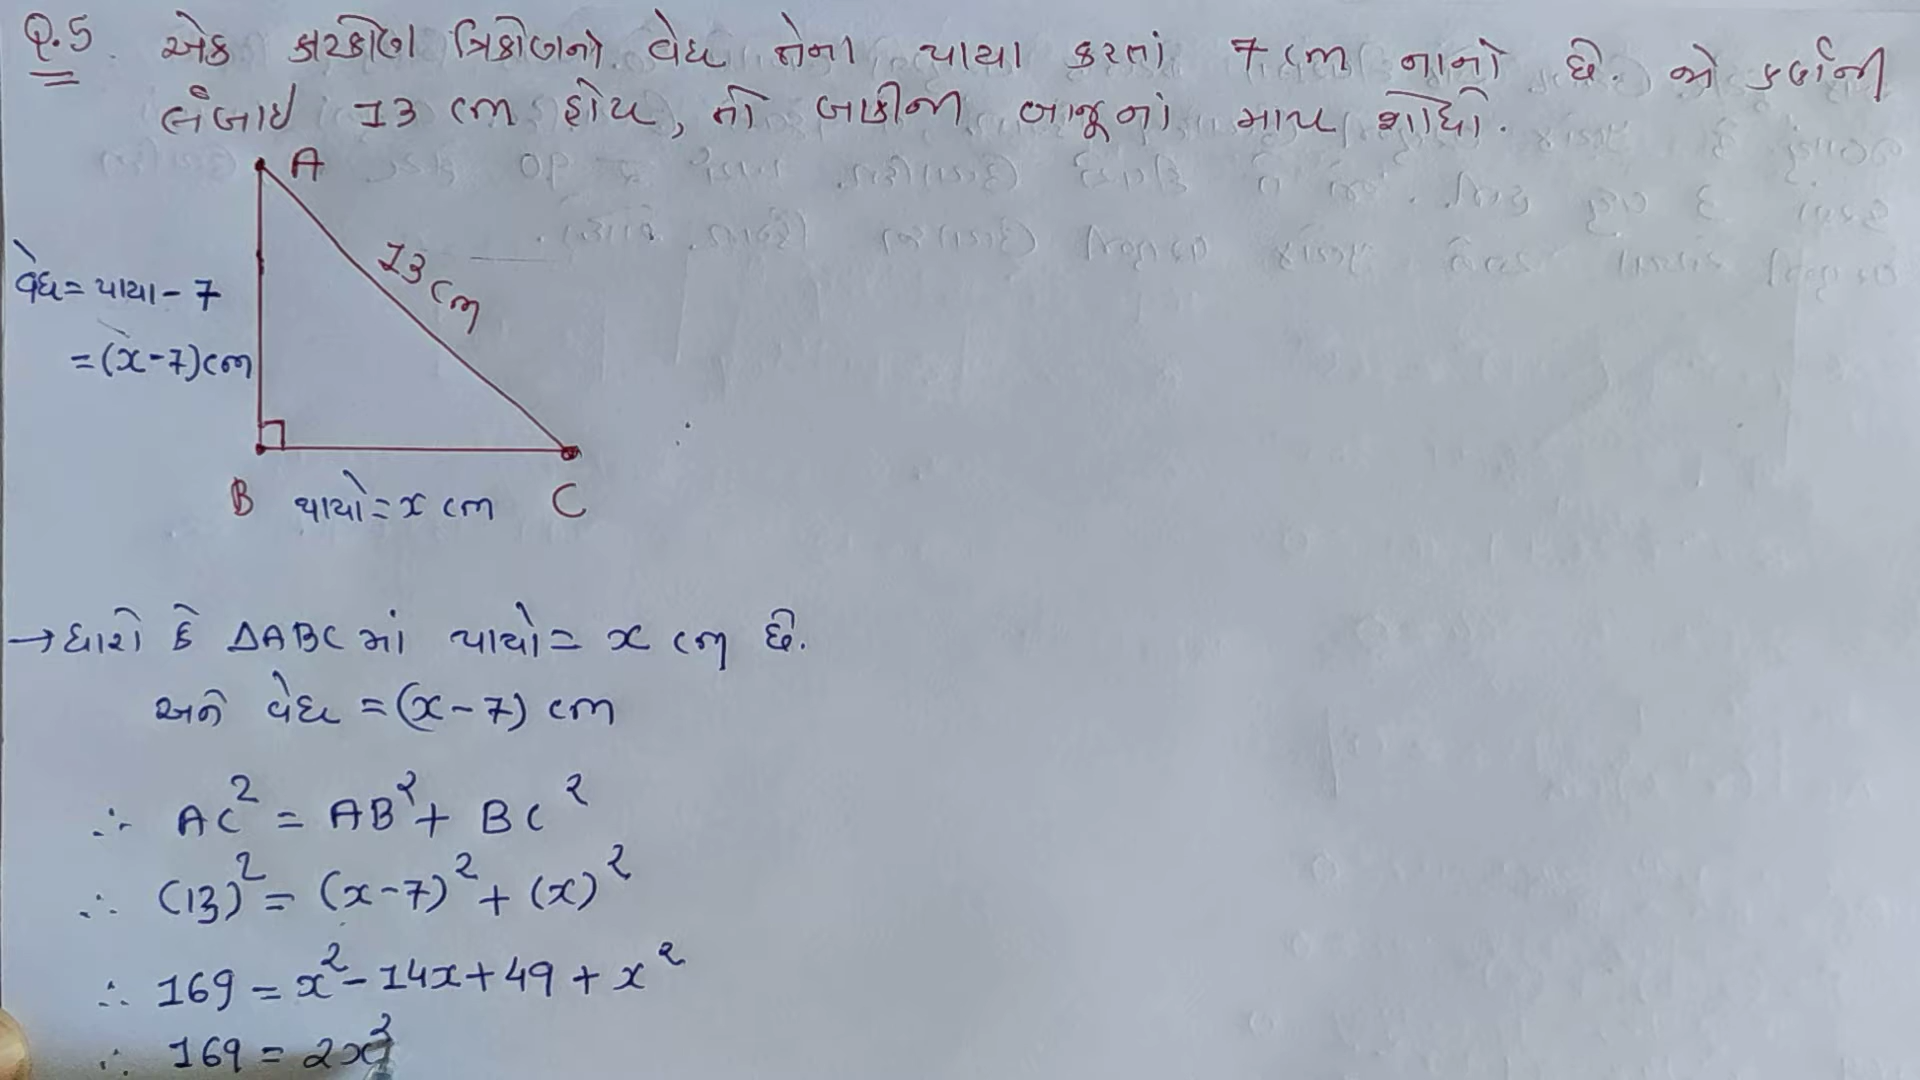 Q.5. એક કાટકોણ ત્રિકોણનો વેધ તેના પાયા કરતાં 7 cm નાનો છે. જો કર્ણની
લંબાઇ 13 cm હોય, તો બાકીની બાજૂનાં માપ શોધો.
A
13 cm
વેધ = પાયા - 7
= (x-7) cm
B પાયો = x cm C
→ ધારો કે ΔABC માં પાયો = x cm છે.
અને વેધ = (x-7) cm
∴ AC² = AB² + BC²
∴ (13)² = (x-7)² + (x)²
∴ 169 = x² - 14x + 49 + x²
∴ 169 = 2x²